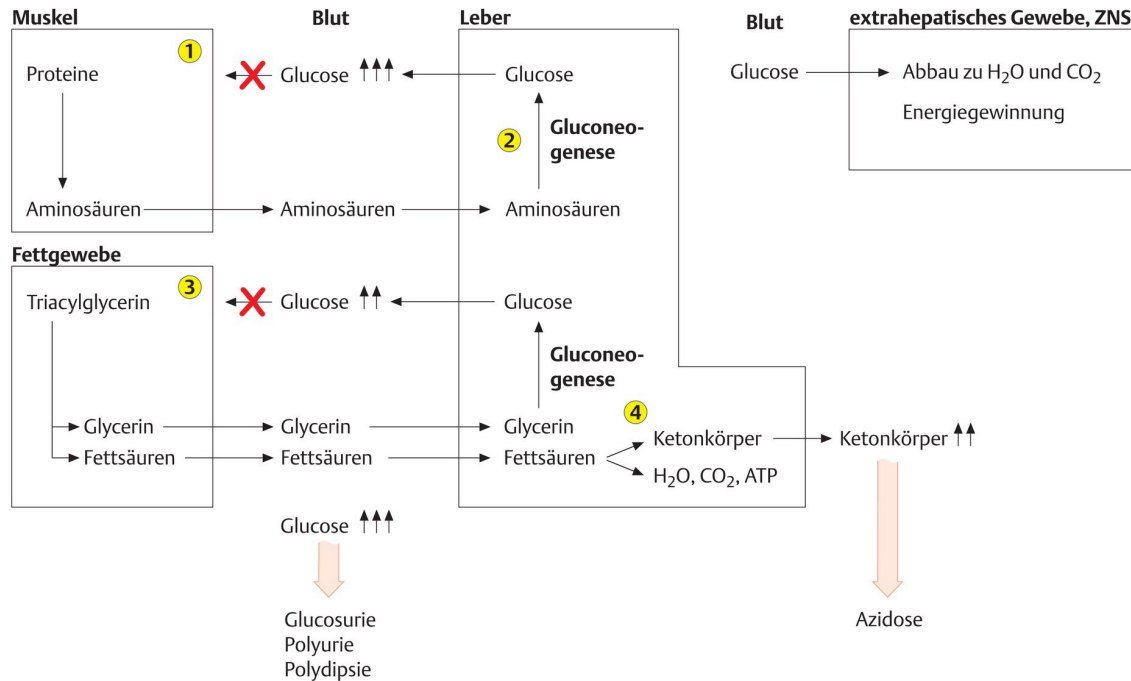 Muskel
Blut
Leber
Blut
extrahepatisches Gewebe, ZNS
1
Proteine
Glucose
Glucose
Glucose
Abbau zu H₂O und CO₂
Energiegewinnung
2
Gluconeo-
genese
Aminosäuren
Aminosäuren
Aminosäuren
Fettgewebe
3
Triacylglycerin
Glucose
Glucose
Gluconeo-
genese
4
Glycerin
Glycerin
Glycerin
Fettsäuren
Fettsäuren
Fettsäuren
Ketonkörper
Ketonkörper
H₂O, CO₂, ATP
Glucose
Glucosurie
Polyurie
Polydipsie
Azidose